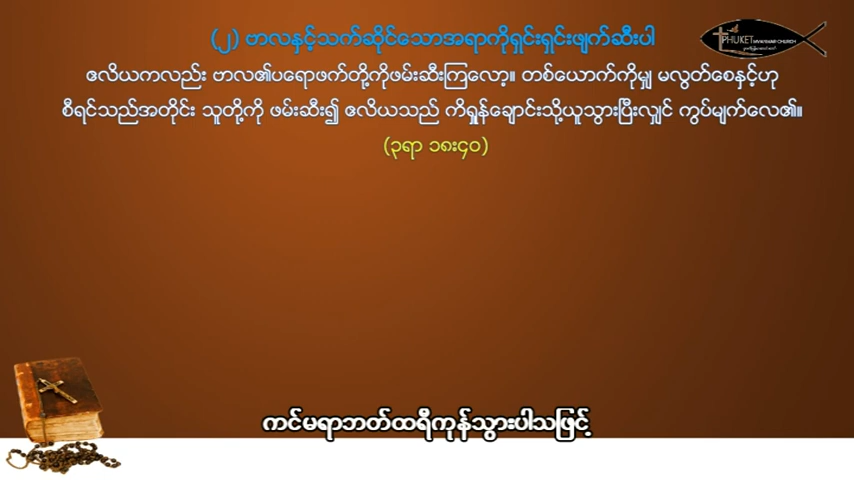 (၂) ဗာလနှင့်သက်ဆိုင်သောအရာကိုရှင်းရှင်းဖျက်ဆီးပါ
PHUKET MYANMAR CHURCH
ဧလိယကလည်း ဗာလ၏ပရောဖက်တို့ကိုဖမ်းဆီးကြလော့။ တစ်ယောက်ကိုမျှ မလွတ်စေနှင့်ဟု
စီရင်သည်အတိုင်း သူတို့ကို ဖမ်းဆီး၍ ဧလိယသည် ကိရှုန်ချောင်းသို့ယူသွားပြီးလျှင် ကွပ်မျက်လေ၏။
(၃ရာ ၁၈း၄၀)
ကင်မရာဘတ်ထရီကုန်သွားပါသဖြင့်